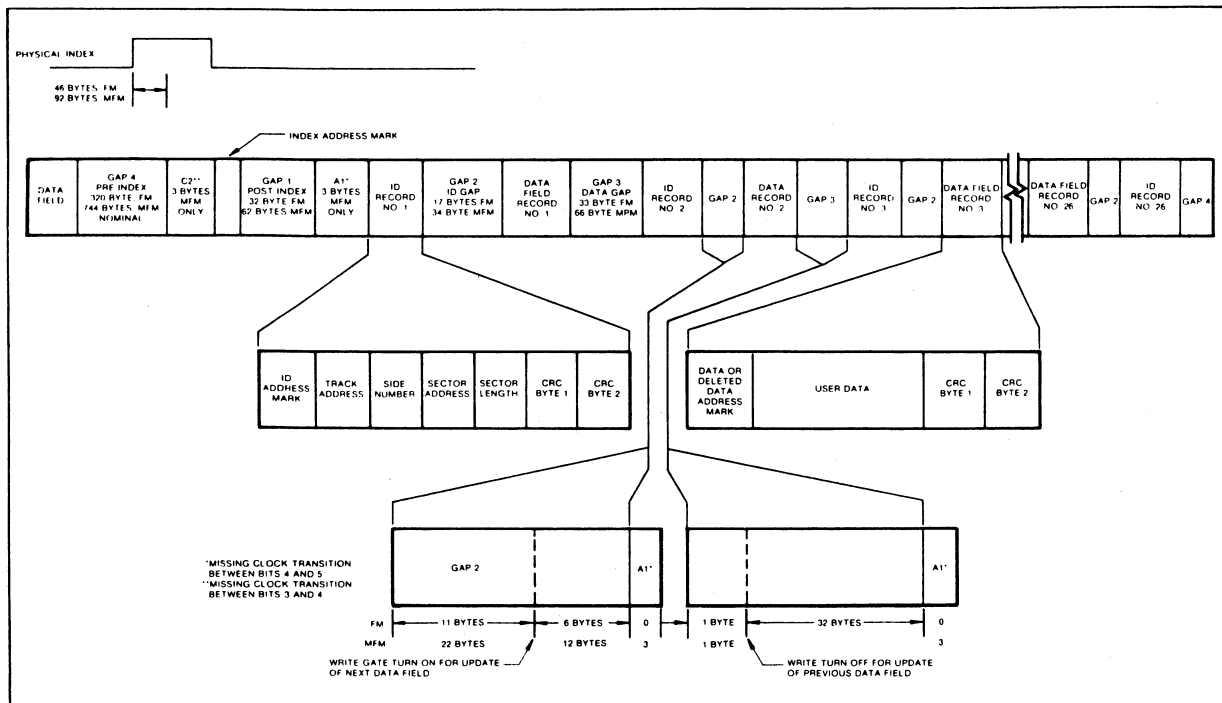 PHYSICAL INDEX
46 BYTES FM
92 BYTES MFM
INDEX ADDRESS MARK
DATA
FIELD
GAP 4
PRE INDEX
320 BYTE FM
744 BYTES MFM
NOMINAL
C2**
3 BYTES
MFM
ONLY
GAP 1
POST INDEX
32 BYTE FM
62 BYTES MFM
A1*
3 BYTES
MFM
ONLY
ID
RECORD
NO. 1
GAP 2
ID GAP
17 BYTES FM
34 BYTE MFM
DATA
FIELD
RECORD
NO. 1
GAP 3
DATA GAP
33 BYTE FM
66 BYTE MPM
ID
RECORD
NO. 2
GAP 2
DATA
RECORD
NO. 2
GAP 3
ID
RECORD
NO. 3
GAP 2
DATA FIELD
RECORD
NO. 3
DATA FIELD
RECORD
NO. 26
GAP 2
ID
RECORD
NO. 26
GAP 4
ID
ADDRESS
MARK
TRACK
ADDRESS
SIDE
NUMBER
SECTOR
ADDRESS
SECTOR
LENGTH
CRC
BYTE 1
CRC
BYTE 2
DATA OR
DELETED
DATA
ADDRESS
MARK
USER DATA
CRC
BYTE 1
CRC
BYTE 2
*MISSING CLOCK TRANSITION
BETWEEN BITS 4 AND 5
**MISSING CLOCK TRANSITION
BETWEEN BITS 3 AND 4
GAP 2
A1*
A1*
FM 11 BYTES 6 BYTES 0 1 BYTE 32 BYTES 0
MFM 22 BYTES 12 BYTES 3 1 BYTE 3
WRITE GATE TURN ON FOR UPDATE
OF NEXT DATA FIELD
WRITE TURN OFF FOR UPDATE
OF PREVIOUS DATA FIELD